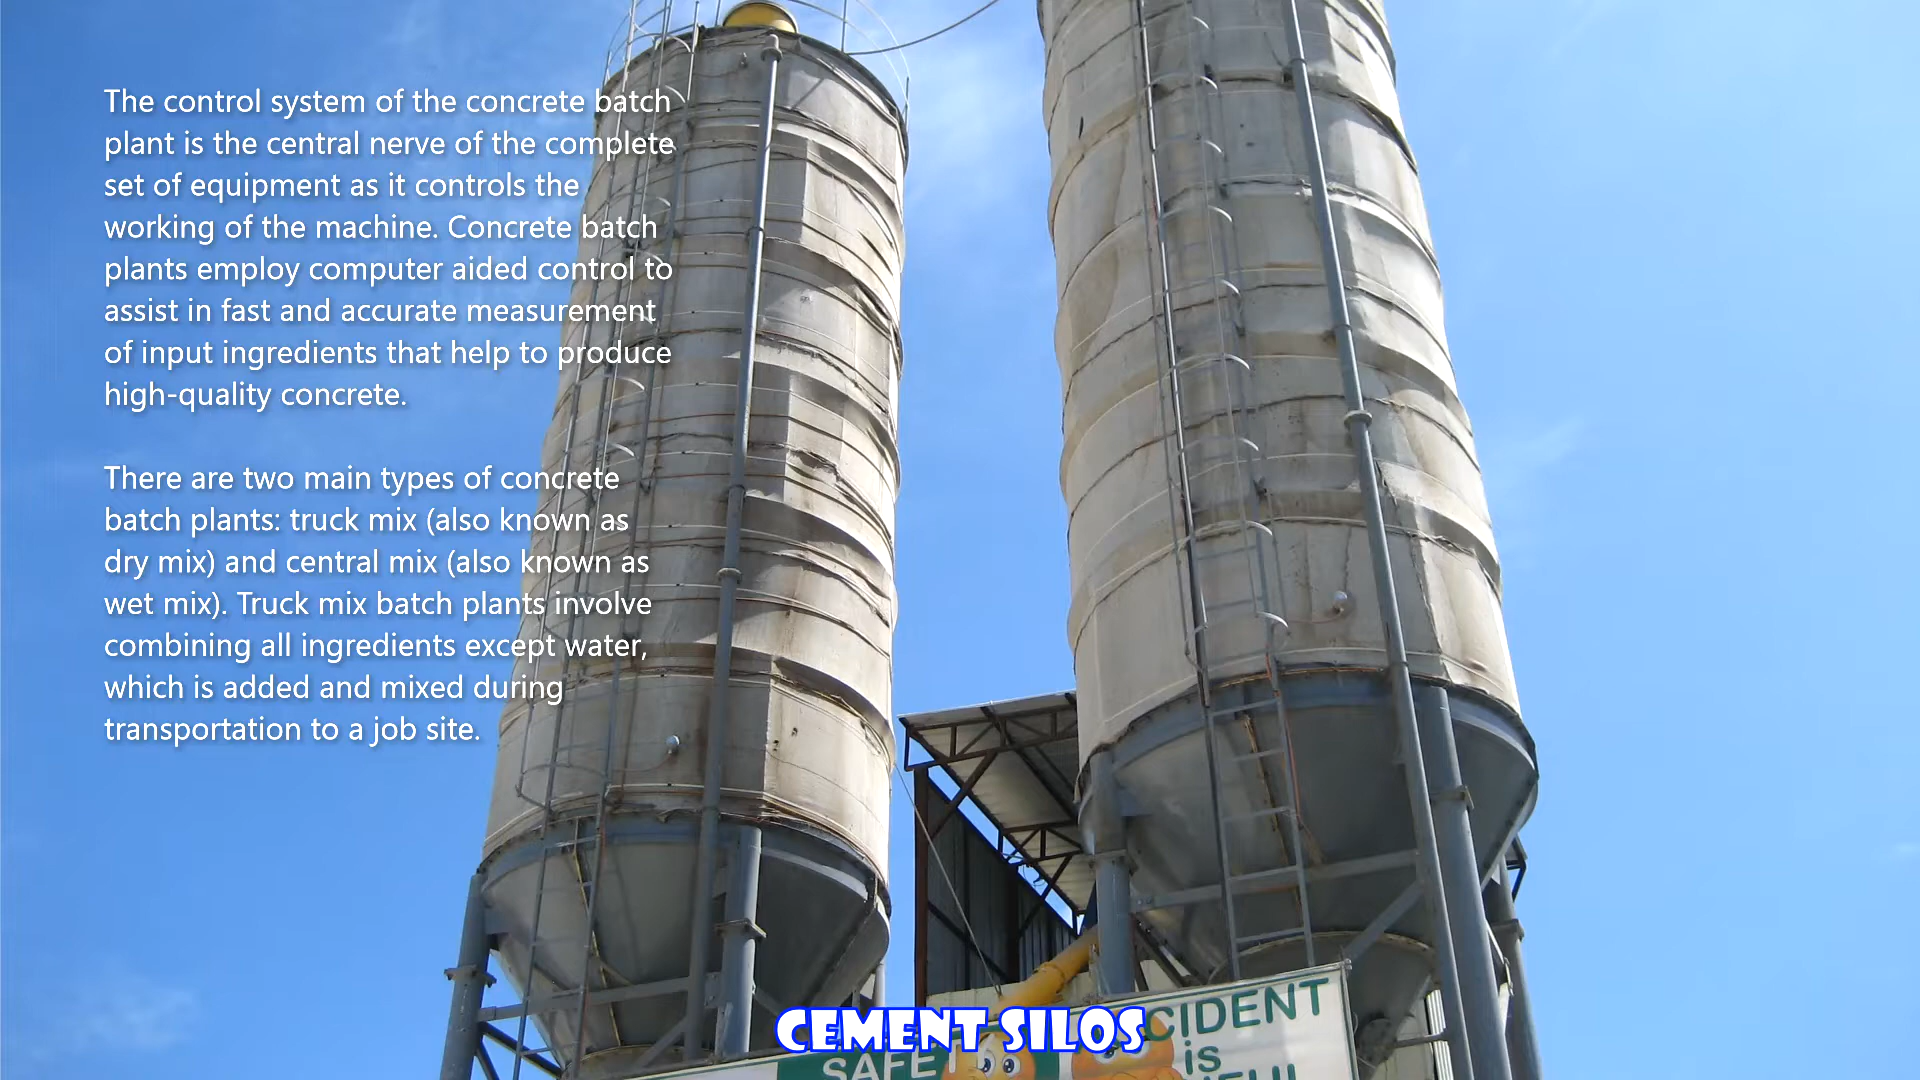 The control system of the concrete batch
plant is the central nerve of the complete
set of equipment as it controls the
working of the machine. Concrete batch
plants employ computer aided control to
assist in fast and accurate measurement
of input ingredients that help to produce
high-quality concrete.
There are two main types of concrete
batch plants: truck mix (also known as
dry mix) and central mix (also known as
wet mix). Truck mix batch plants involve
combining all ingredients except water,
which is added and mixed during
transportation to a job site.
CEMENT SILOS
CIDENT
is